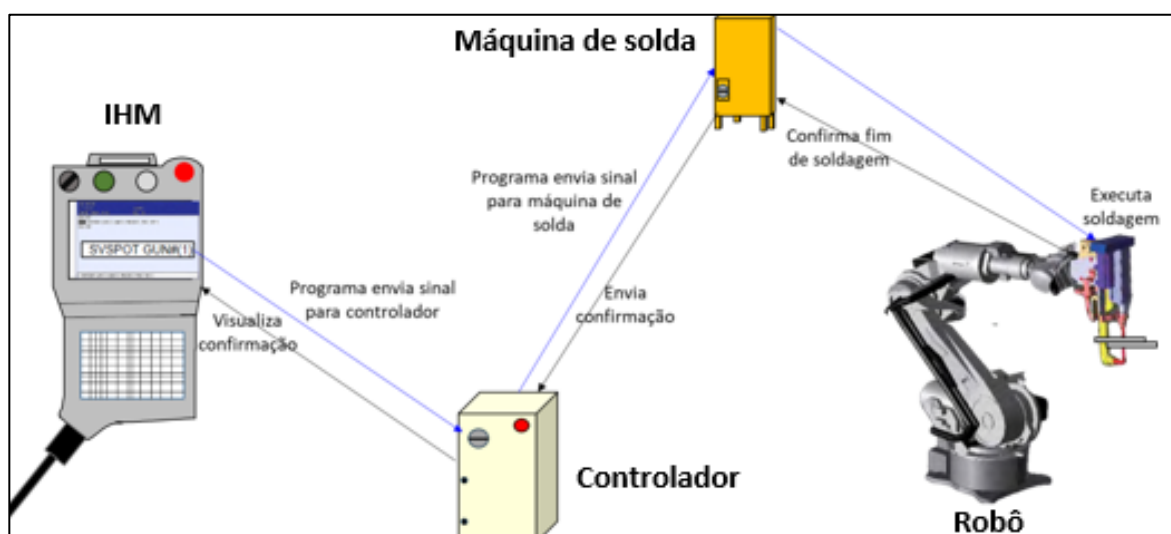 Máquina de solda
IHM
SVSPOT GUN#(1)
Programa envia sinal
para controlador
Visualiza
confirmação
Programa envia sinal
para máquina de
solda
Envia
confirmação
Controlador
Confirma fim
de soldagem
Executa
soldagem
Robô